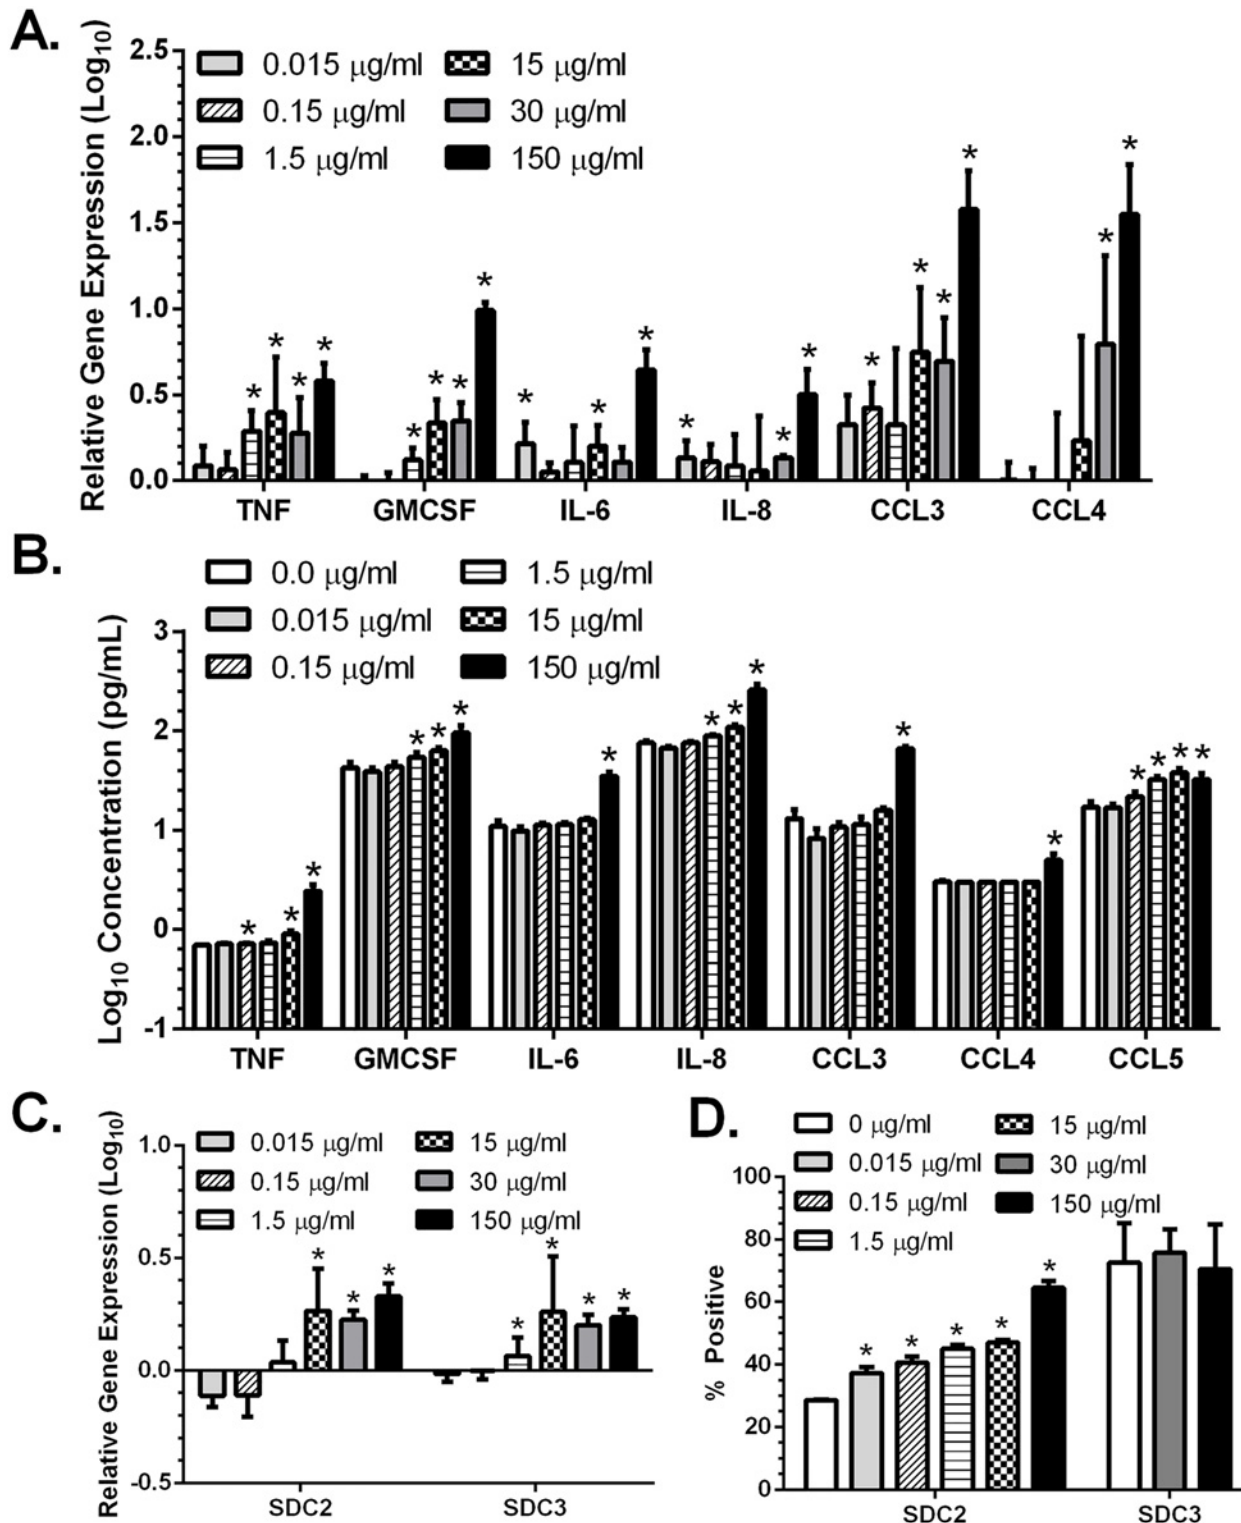 A.
Relative Gene Expression (Log10)
2.5
2.0
1.5
1.0
0.5
0.0
0.015 μg/ml
0.15 μg/ml
1.5 μg/ml
15 μg/ml
30 μg/ml
150 μg/ml
* * * * * * * * * * * * * * * * * * *
TNF GMCSF IL-6 IL-8 CCL3 CCL4
B.
Log10 Concentration (pg/mL)
3
2
1
0
-1
0.0 μg/ml
0.015 μg/ml
0.15 μg/ml
1.5 μg/ml
15 μg/ml
150 μg/ml
* * * * * * * * * * * * * * * *
TNF GMCSF IL-6 IL-8 CCL3 CCL4 CCL5
C.
Relative Gene Expression (Log10)
1.0
0.5
0.0
-0.5
0.015 μg/ml
0.15 μg/ml
1.5 μg/ml
15 μg/ml
30 μg/ml
150 μg/ml
* * * * * * *
SDC2 SDC3
D.
% Positive
100
80
60
40
20
0
0 μg/ml
0.015 μg/ml
0.15 μg/ml
1.5 μg/ml
15 μg/ml
30 μg/ml
150 μg/ml
* * * * *
SDC2 SDC3